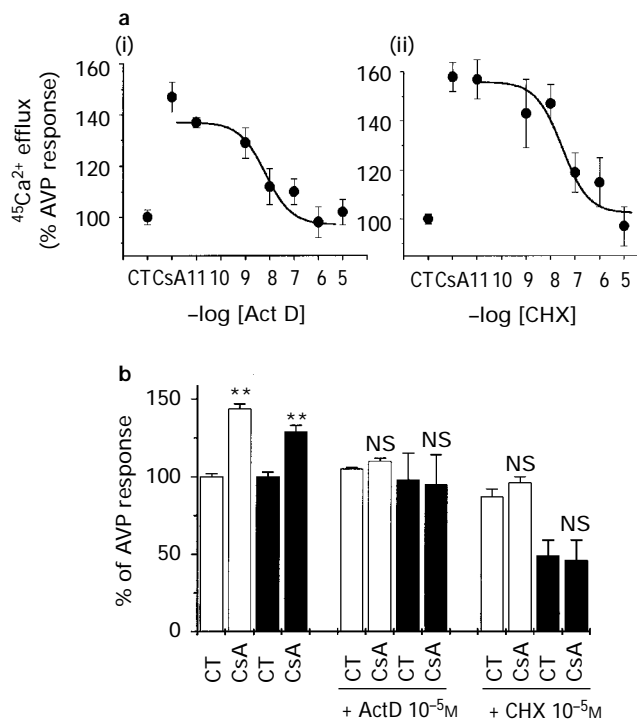 a
(i)
(ii)
⁴⁵Ca²⁺ efflux
(% AVP response)
160
140
120
100
CT CsA 11 10 9 8 7 6 5
–log [Act D]
160
140
120
100
CT CsA 11 10 9 8 7 6 5
–log [CHX]
b
% of AVP response
150
100
50
0
** ** NS NS NS NS
CT CsA CT CsA CT CsA CT CsA CT CsA CT CsA
+ ActD 10⁻⁵M + CHX 10⁻⁵M